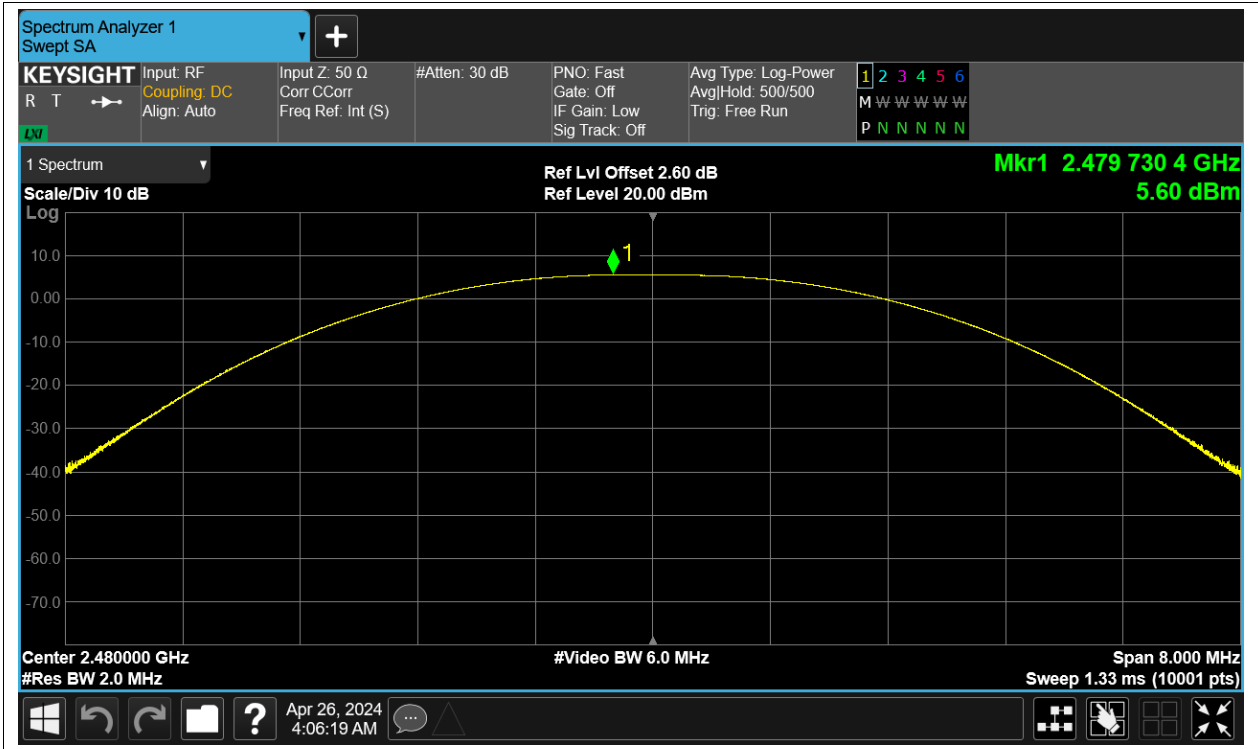 Spectrum Analyzer 1
Swept SA
KEYSIGHT
R T
LXI
Input: RF
Coupling: DC
Align: Auto
Input Z: 50 Ω
Corr CCorr
Freq Ref: Int (S)
#Atten: 30 dB
PNO: Fast
Gate: Off
IF Gain: Low
Sig Track: Off
Avg Type: Log-Power
Avg|Hold: 500/500
Trig: Free Run
1 2 3 4 5 6
M W W W W W
P N N N N N
1 Spectrum
Scale/Div 10 dB
Ref Lvl Offset 2.60 dB
Ref Level 20.00 dBm
Mkr1 2.479 730 4 GHz
5.60 dBm
Log
1
10.0
0.00
-10.0
-20.0
-30.0
-40.0
-50.0
-60.0
-70.0
Center 2.480000 GHz
#Video BW 6.0 MHz
Span 8.000 MHz
#Res BW 2.0 MHz
Sweep 1.33 ms (10001 pts)
?
Apr 26, 2024
4:06:19 AM